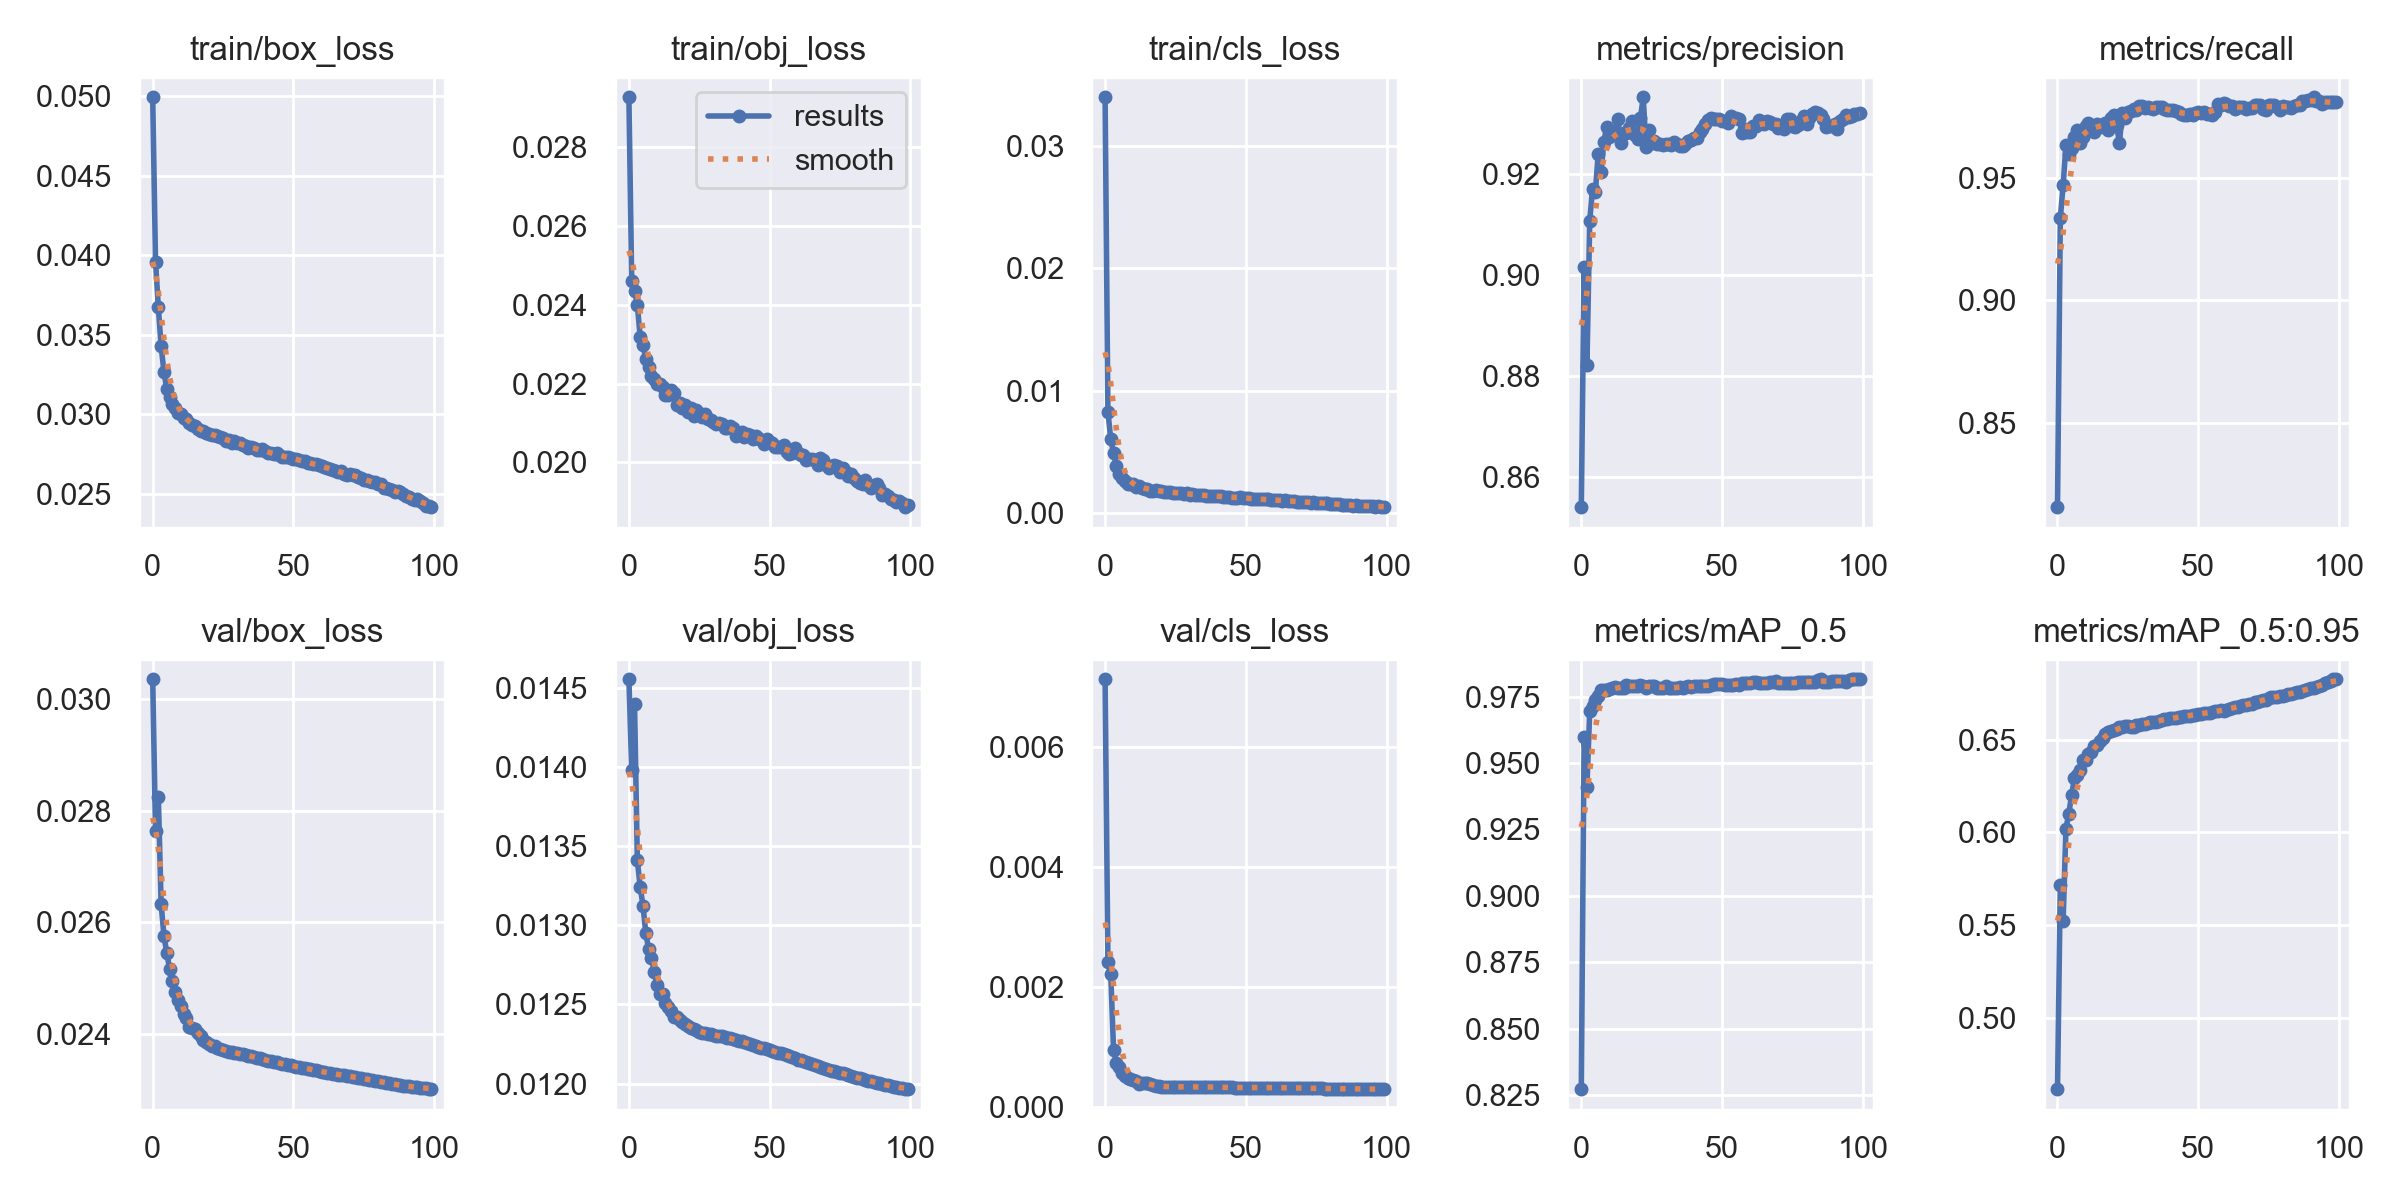 train/box_loss
0.050
0.045
0.040
0.035
0.030
0.025
0 50 100
train/obj_loss
results
smooth
0.028
0.026
0.024
0.022
0.020
0 50 100
train/cls_loss
0.03
0.02
0.01
0.00
0 50 100
metrics/precision
0.92
0.90
0.88
0.86
0 50 100
metrics/recall
0.95
0.90
0.85
0 50 100
val/box_loss
0.030
0.028
0.026
0.024
0 50 100
val/obj_loss
0.0145
0.0140
0.0135
0.0130
0.0125
0.0120
0 50 100
val/cls_loss
0.006
0.004
0.002
0.000
0 50 100
metrics/mAP_0.5
0.975
0.950
0.925
0.900
0.875
0.850
0.825
0 50 100
metrics/mAP_0.5:0.95
0.65
0.60
0.55
0.50
0 50 100